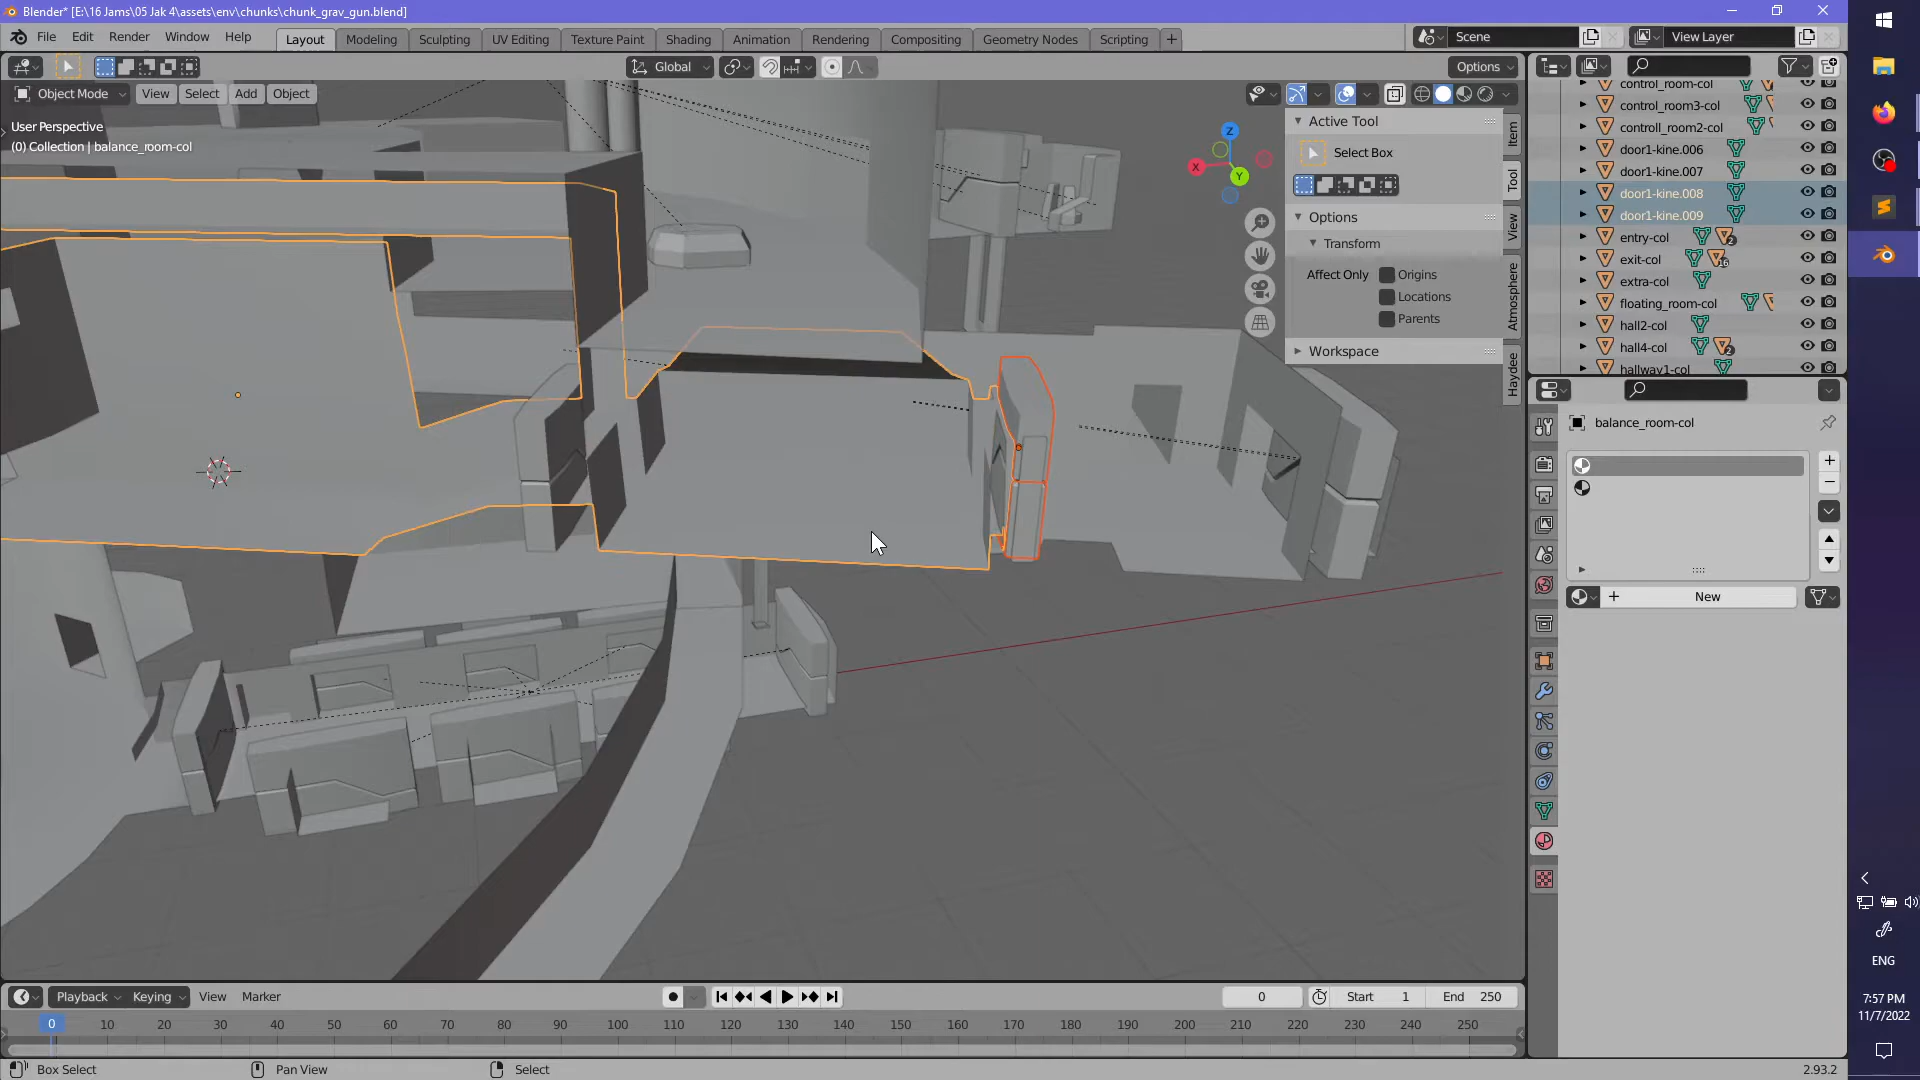 Blender* [E:\16 Jams\05 Jak 4\assets\env\chunks\chunk_grav_gun.blend]
File Edit Render Window Help Layout Modeling Sculpting UV Editing Texture Paint Shading Animation Rendering Compositing Geometry Nodes Scripting + Scene View Layer
Global Options
Object Mode View Select Add Object
User Perspective
(0) Collection | balance_room-col
Z
X
Y
Active Tool
Select Box
Options
Transform
Affect Only Origins
Locations
Parents
Workspace
Item
Tool
View
Atmosphere
Haydee
control_room-col
control_room3-col
controll_room2-col
door1-kine.006
door1-kine.007
door1-kine.008
door1-kine.009
entry-col 2
exit-col 16
extra-col
floating_room-col
hall2-col
hall4-col 2
hallway1-col
balance_room-col
New
Playback Keying View Marker
0 Start 1 End 250
0 10 20 30 40 50 60 70 80 90 100 110 120 130 140 150 160 170 180 190 200 210 220 230 240 250
Box Select Pan View Select 2.93.2
ENG
7:57 PM
11/7/2022